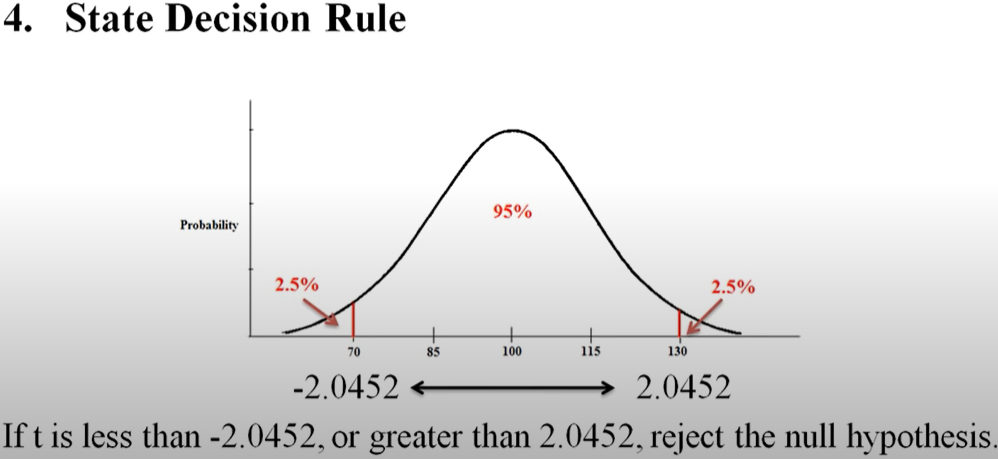 4. State Decision Rule
95%
Probability
2.5%
2.5%
70 85 100 115 130
-2.0452 2.0452
If t is less than -2.0452, or greater than 2.0452, reject the null hypothesis.